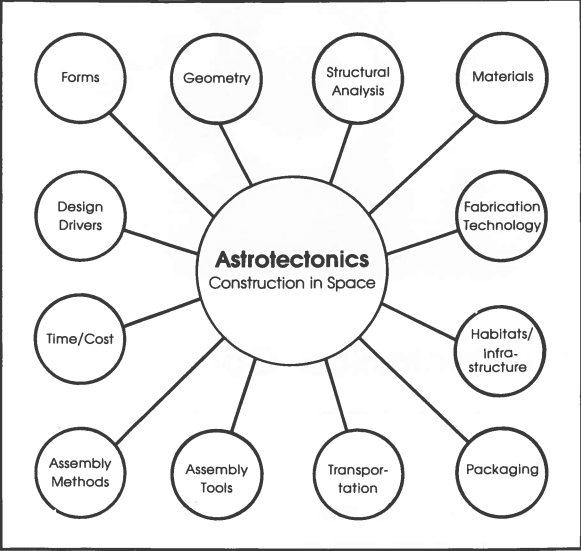 Forms
Geometry
Structural
Analysis
Materials
Design
Drivers
Fabrication
Technology
Astrotectonics
Construction in Space
Time/Cost
Habitats/
Infra-
structure
Assembly
Methods
Assembly
Tools
Transpor-
tation
Packaging